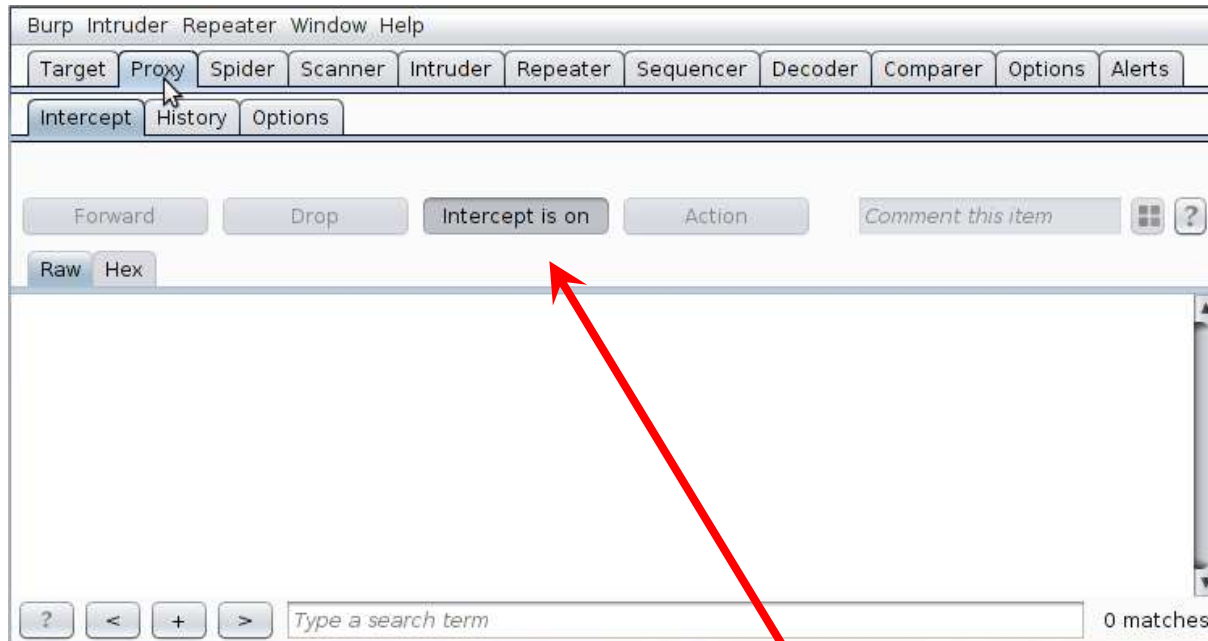 Burp Intruder Repeater Window Help
Target Proxy Spider Scanner Intruder Repeater Sequencer Decoder Comparer Options Alerts
Intercept History Options
Forward Drop Intercept is on Action Comment this item ?
Raw Hex
? < + > Type a search term 0 matches